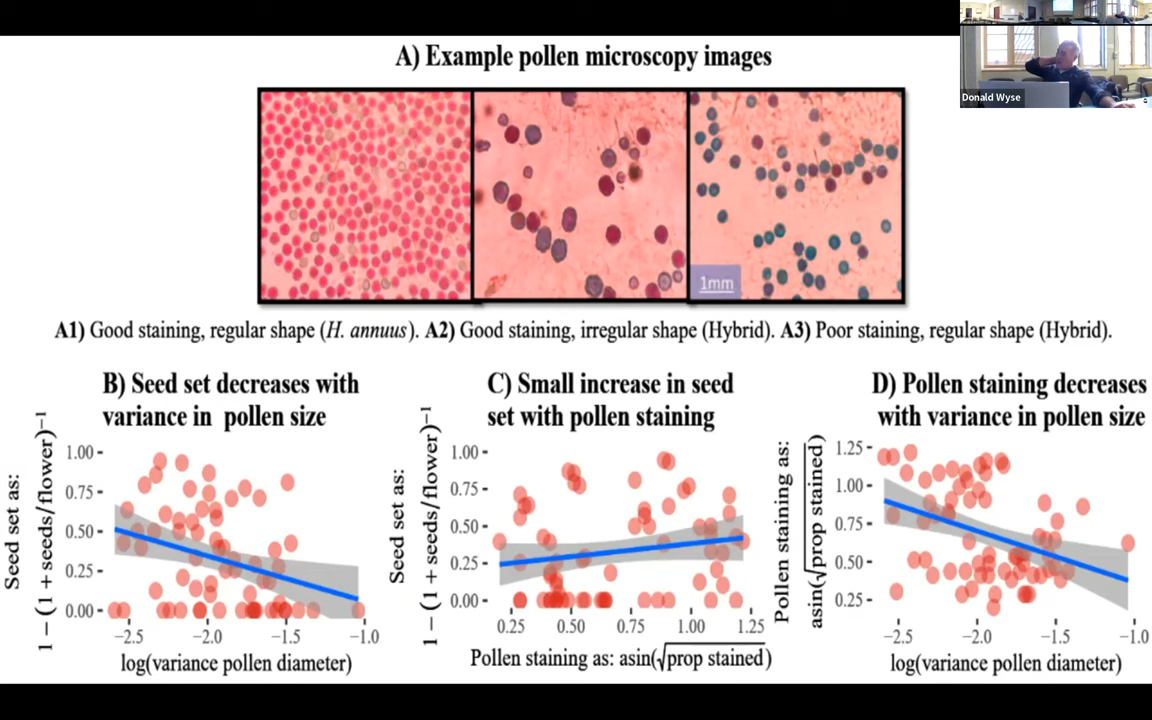 A) Example pollen microscopy images
Donald Wyse
1mm
A1) Good staining, regular shape (H. annuus). A2) Good staining, irregular shape (Hybrid). A3) Poor staining, regular shape (Hybrid).
B) Seed set decreases with
variance in pollen size
Seed set as:
1 − (1 + seeds/flower)⁻¹
1.00
0.75
0.50
0.25
0.00
−2.5 −2.0 −1.5 −1.0
log(variance pollen diameter)
C) Small increase in seed
set with pollen staining
Seed set as:
1 − (1 + seeds/flower)⁻¹
1.00
0.75
0.50
0.25
0.00
0.25 0.50 0.75 1.00 1.25
Pollen staining as: asin(√prop stained)
D) Pollen staining decreases
with variance in pollen size
Pollen staining as:
asin(√prop stained)
1.25
1.00
0.75
0.50
0.25
−2.5 −2.0 −1.5 −1.0
log(variance pollen diameter)